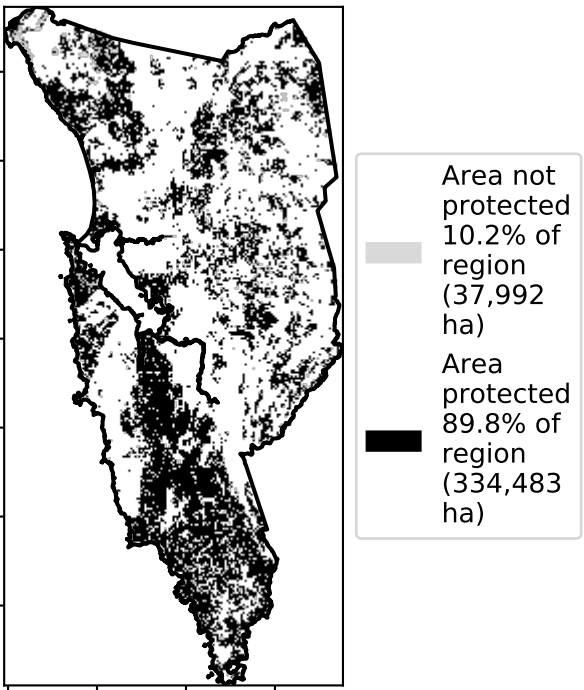 Area not
protected
10.2% of
region
(37,992
ha)
Area
protected
89.8% of
region
(334,483
ha)